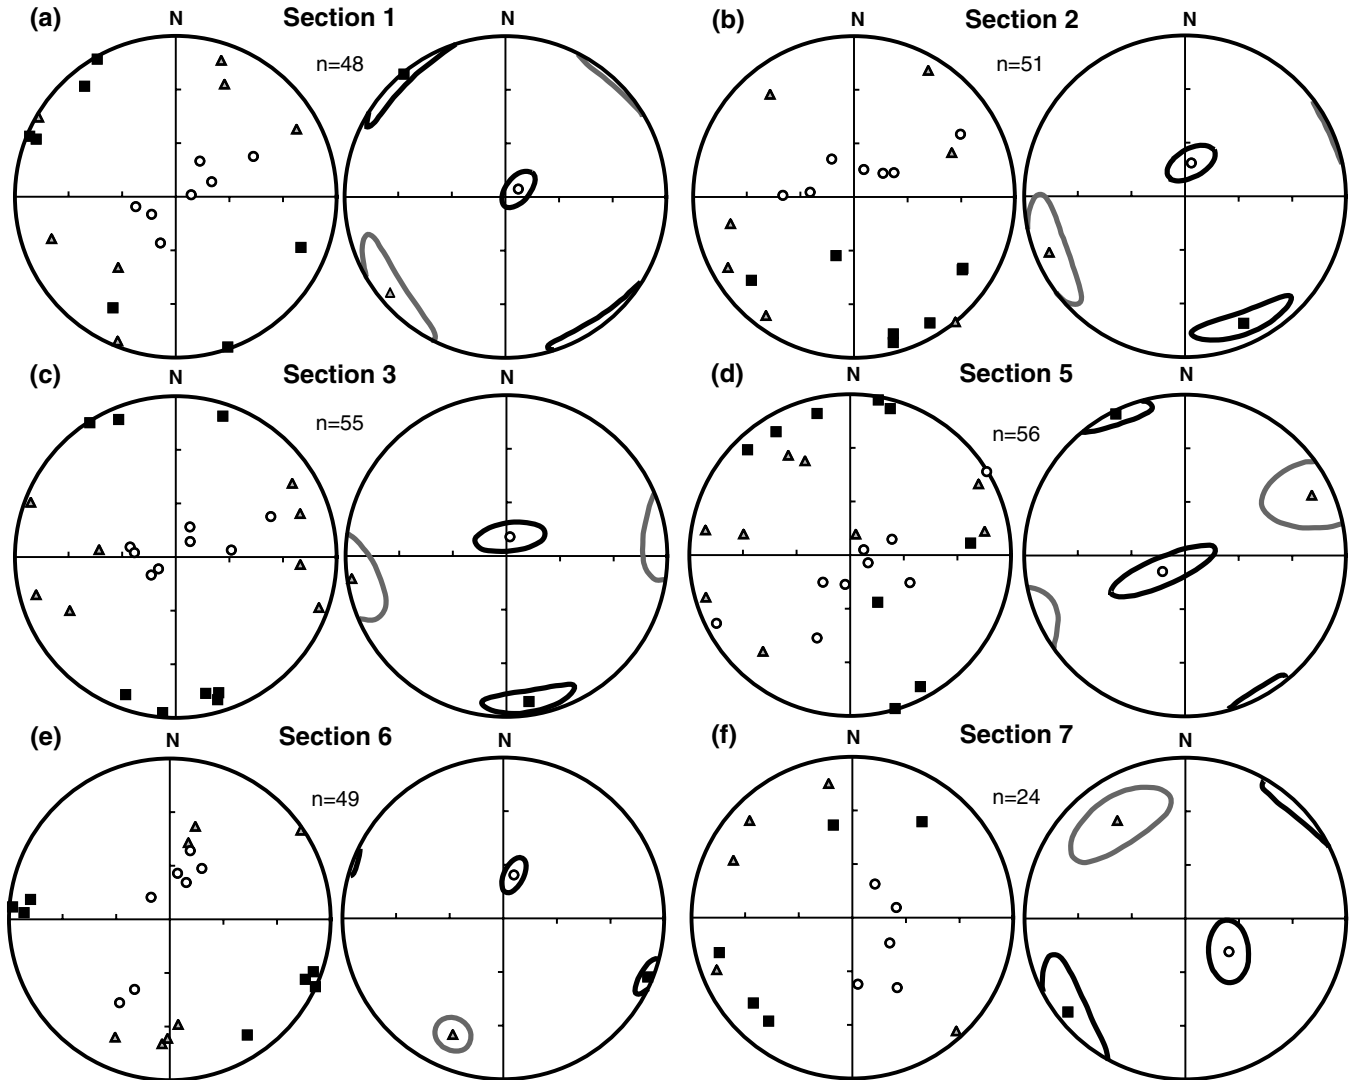 (a)
N
Section 1
n=48
N
(b)
N
Section 2
n=51
N
(c)
N
Section 3
n=55
N
(d)
N
Section 5
n=56
N
(e)
N
Section 6
n=49
N
(f)
N
Section 7
n=24
N